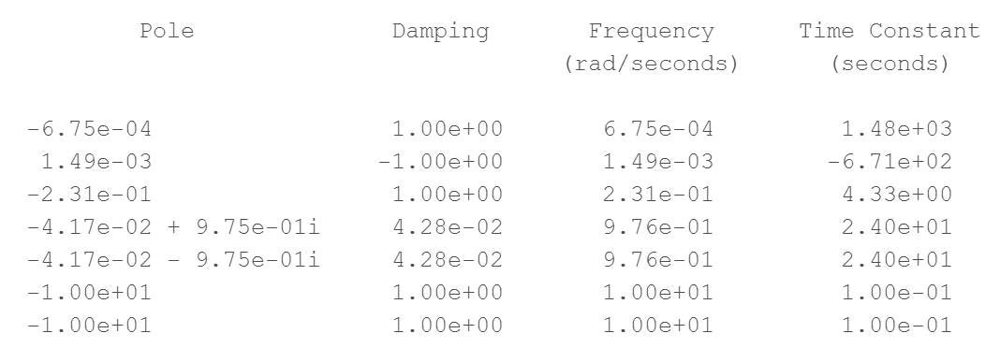 Pole Damping Frequency Time Constant
(rad/seconds) (seconds)
-6.75e-04 1.00e+00 6.75e-04 1.48e+03
1.49e-03 -1.00e+00 1.49e-03 -6.71e+02
-2.31e-01 1.00e+00 2.31e-01 4.33e+00
-4.17e-02 + 9.75e-01i 4.28e-02 9.76e-01 2.40e+01
-4.17e-02 - 9.75e-01i 4.28e-02 9.76e-01 2.40e+01
-1.00e+01 1.00e+00 1.00e+01 1.00e-01
-1.00e+01 1.00e+00 1.00e+01 1.00e-01